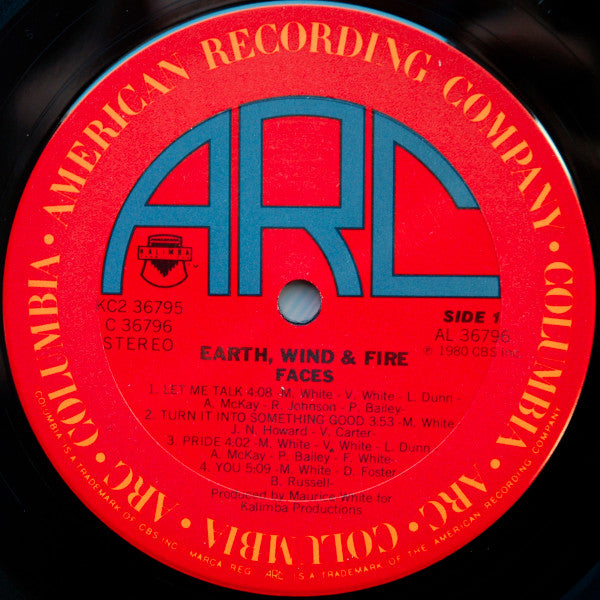 • AMERICAN RECORDING COMPANY • COLUMBIA • ARC • COLUMBIA • ARC • COLUMBIA
ARC
KALIMBA
TM
KC2 36795
C 36796
STEREO
SIDE 1
AL 36796
℗ 1980 CBS Inc.
EARTH, WIND & FIRE
FACES
1. LET ME TALK 4:08 -M. White- V. White- L. Dunn-
A. McKay- R. Johnson - P. Bailey-
2. TURN IT INTO SOMETHING GOOD 3:53 -M. White-
J. N. Howard - V. Carter-
3. PRIDE 4:02 -M. White- V. White- L. Dunn-
A. McKay - P. Bailey- F. White-
4. YOU 5:09 -M. White - D. Foster-
B. Russell-
Produced by Maurice White for
Kalimba Productions
COLUMBIA IS A TRADEMARK OF CBS INC. MARCA REG. ARC IS A TRADEMARK OF THE AMERICAN RECORDING COMPANY